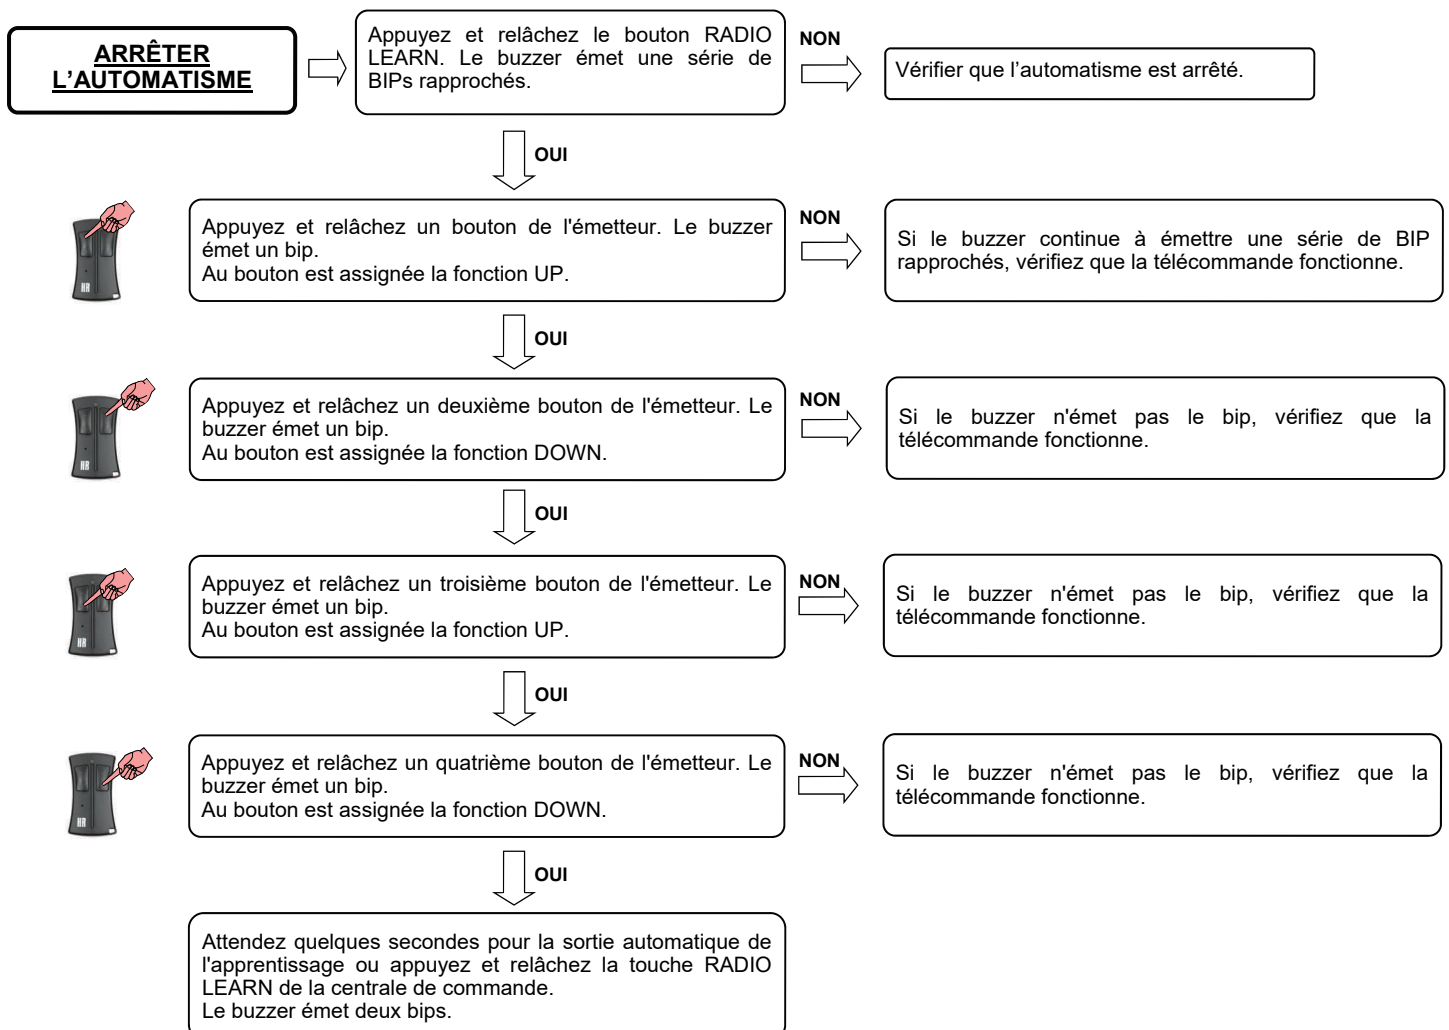 ARRÊTER
L’AUTOMATISME
Appuyez et relâchez le bouton RADIO
LEARN. Le buzzer émet une série de
BIPs rapprochés.
NON
Vérifier que l’automatisme est arrêté.
OUI
Appuyez et relâchez un bouton de l'émetteur. Le buzzer
émet un bip.
Au bouton est assignée la fonction UP.
NON
Si le buzzer continue à émettre une série de BIP
rapprochés, vérifiez que la télécommande fonctionne.
HR
OUI
Appuyez et relâchez un deuxième bouton de l'émetteur. Le
buzzer émet un bip.
Au bouton est assignée la fonction DOWN.
NON
Si le buzzer n'émet pas le bip, vérifiez que la
télécommande fonctionne.
HR
OUI
Appuyez et relâchez un troisième bouton de l'émetteur. Le
buzzer émet un bip.
Au bouton est assignée la fonction UP.
NON
Si le buzzer n'émet pas le bip, vérifiez que la
télécommande fonctionne.
HR
OUI
Appuyez et relâchez un quatrième bouton de l'émetteur. Le
buzzer émet un bip.
Au bouton est assignée la fonction DOWN.
NON
Si le buzzer n'émet pas le bip, vérifiez que la
télécommande fonctionne.
HR
OUI
Attendez quelques secondes pour la sortie automatique de
l'apprentissage ou appuyez et relâchez la touche RADIO
LEARN de la centrale de commande.
Le buzzer émet deux bips.